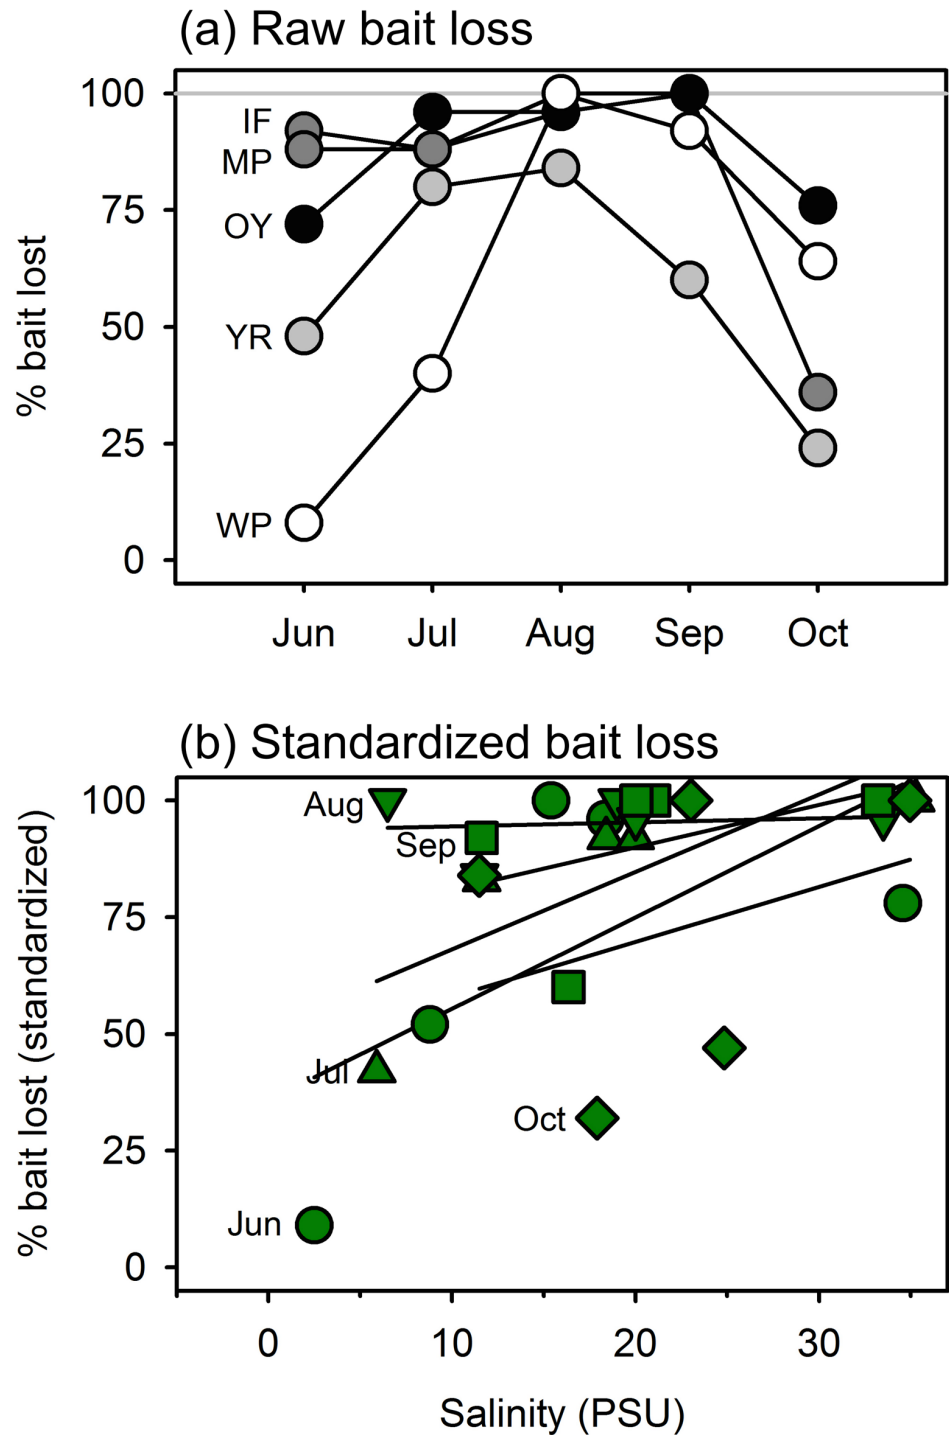 (a) Raw bait loss
% bait lost
100
75
50
25
0
IF
MP
OY
YR
WP
Jun Jul Aug Sep Oct
(b) Standardized bait loss
% bait lost (standardized)
100
75
50
25
0
Aug
Sep
Jul
Oct
Jun
0 10 20 30
Salinity (PSU)